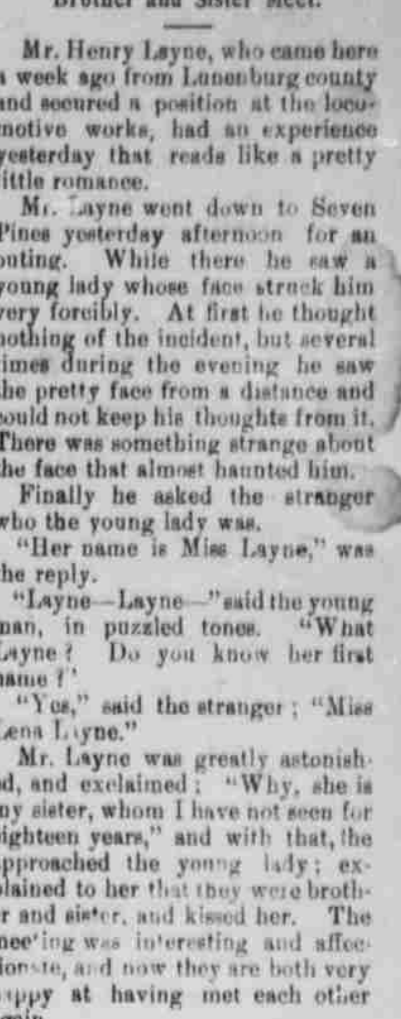 Brother and Sister Meet.
Mr. Henry Layne, who came here
a week ago from Lunenburg county
and secured a position at the loco-
motive works, had an experience
yesterday that reads like a pretty
little romance.
Mr. Layne went down to Seven
Pines yesterday afternoon for an
outing. While there he saw a
young lady whose face struck him
very forcibly. At first he thought
nothing of the incident, but several
times during the evening he saw
the pretty face from a distance and
could not keep his thoughts from it.
There was something strange about
the face that almost haunted him.
Finally he asked the stranger
who the young lady was.
"Her name is Miss Layne," was
the reply.
"Layne—Layne—"said the young
man, in puzzled tones. "What
Layne? Do you know her first
name?"
"Yes," said the stranger; "Miss
Lena Layne."
Mr. Layne was greatly astonish-
ed, and exclaimed: "Why, she is
my sister, whom I have not seen for
eighteen years," and with that, the
approached the young lady; ex-
plained to her that they were broth-
er and sister, and kissed her. The
meeting was interesting and affec-
tionate, and now they are both very
happy at having met each other
again.